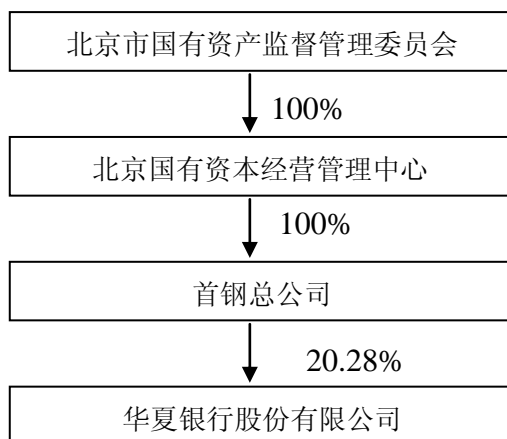 北京市国有资产监督管理委员会
100%
北京国有资本经营管理中心
100%
首钢总公司
20.28%
华夏银行股份有限公司